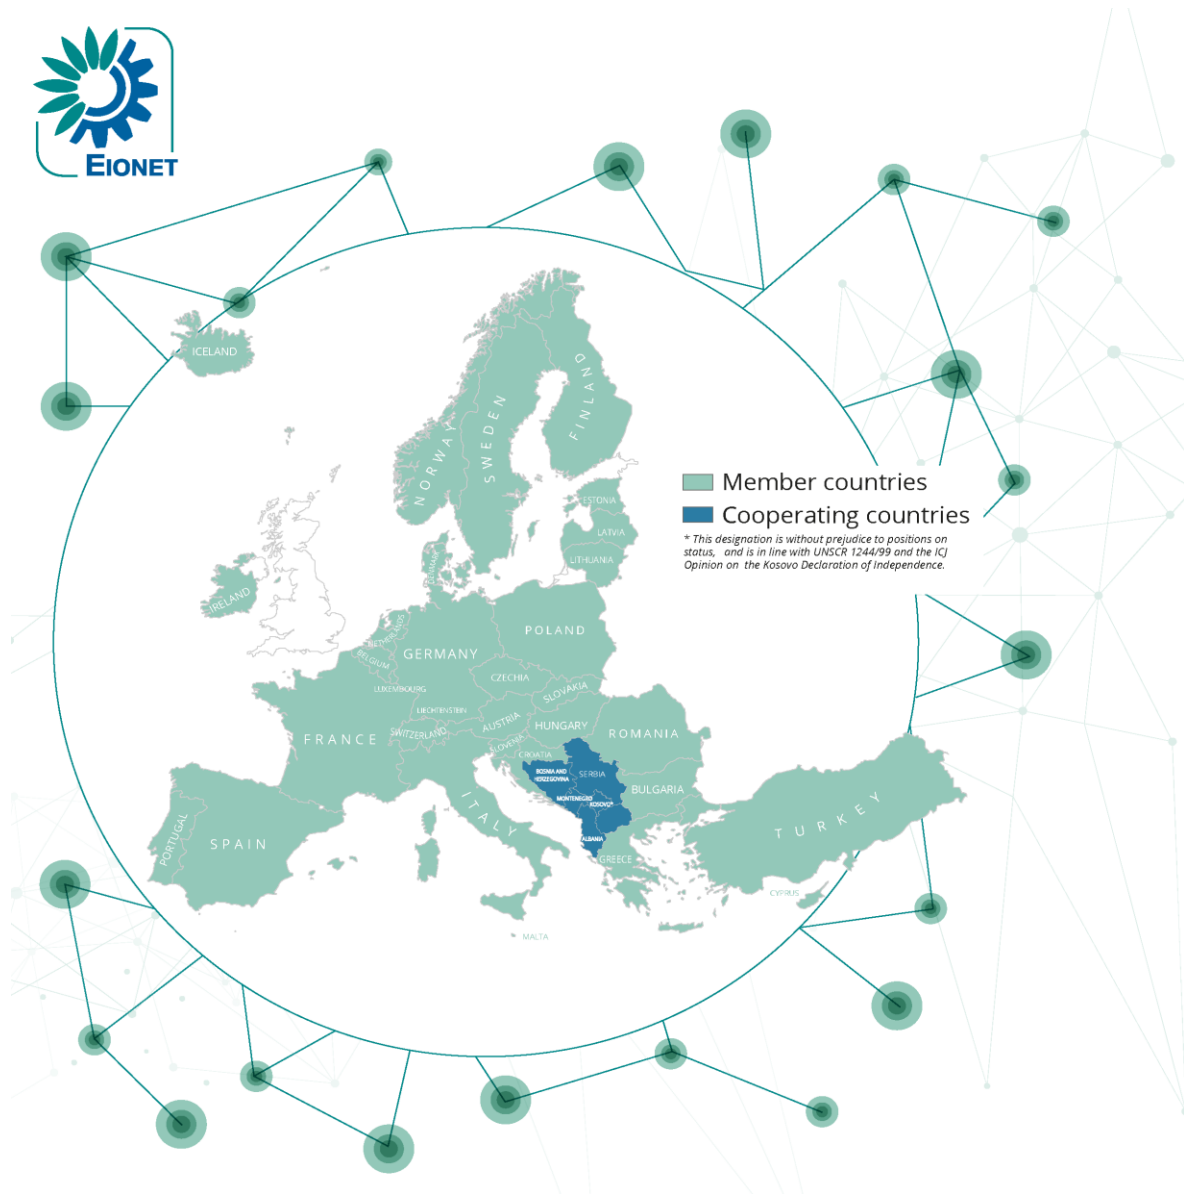 EIONET
ICELAND
FINLAND
SWEDEN
NORWAY
Member countries
Cooperating countries
* This designation is without prejudice to positions on
status, and is in line with UNSCR 1244/99 and the ICJ
Opinion on the Kosovo Declaration of Independence.
ESTONIA
LATVIA
LITHUANIA
DENMARK
IRELAND
NETHERLANDS
POLAND
GERMANY
BELGIUM
CZECHIA
LUXEMBOURG
SLOVAKIA
LIECHTENSTEIN
AUSTRIA
HUNGARY
FRANCE
SWITZERLAND
ROMANIA
SLOVENIA
CROATIA
BOSNIA AND
HERZEGOVINA
SERBIA
BULGARIA
MONTENEGRO
KOSOVO*
ITALY
TURKEY
PORTUGAL
SPAIN
ALBANIA
GREECE
CYPRUS
MALTA